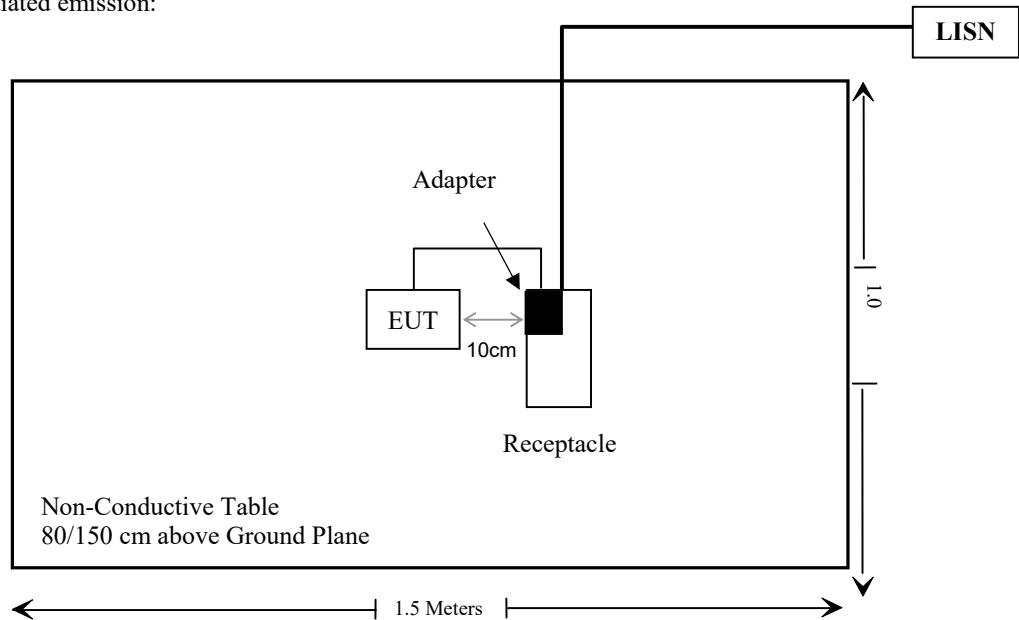 iated emission:
LISN
Adapter
EUT
10cm
1.0
Receptacle
Non-Conductive Table
80/150 cm above Ground Plane
1.5 Meters